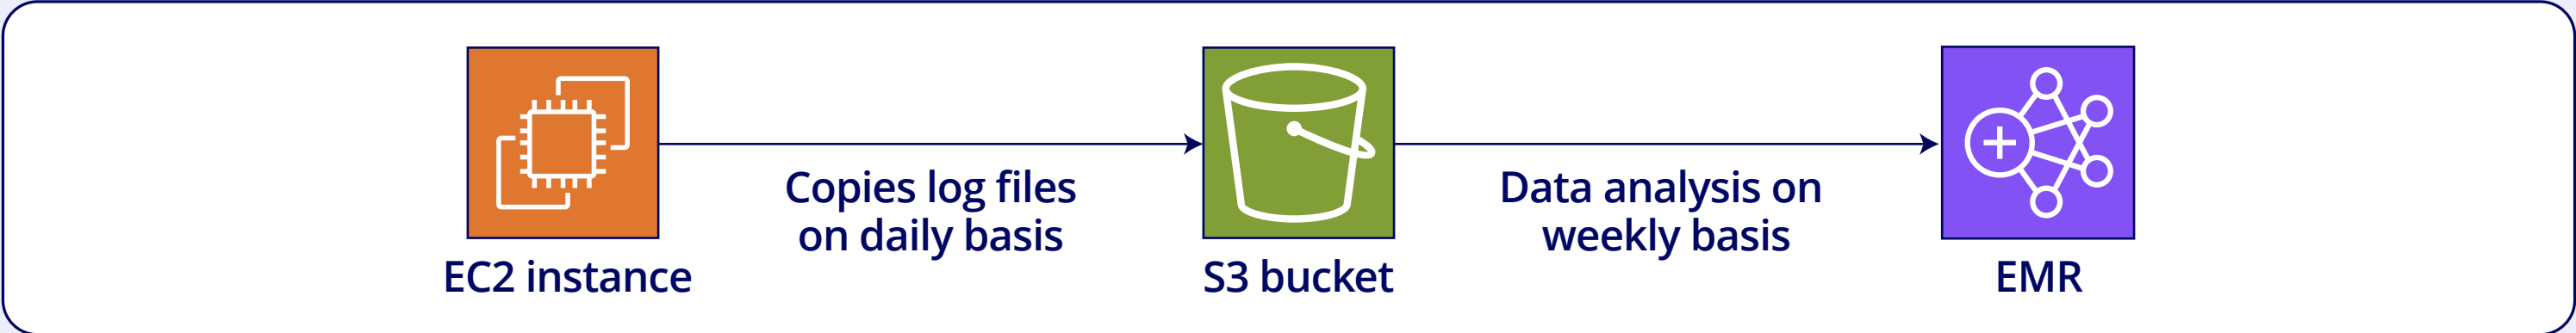 Copies log files
on daily basis
Data analysis on
weekly basis
EC2 instance
S3 bucket
EMR